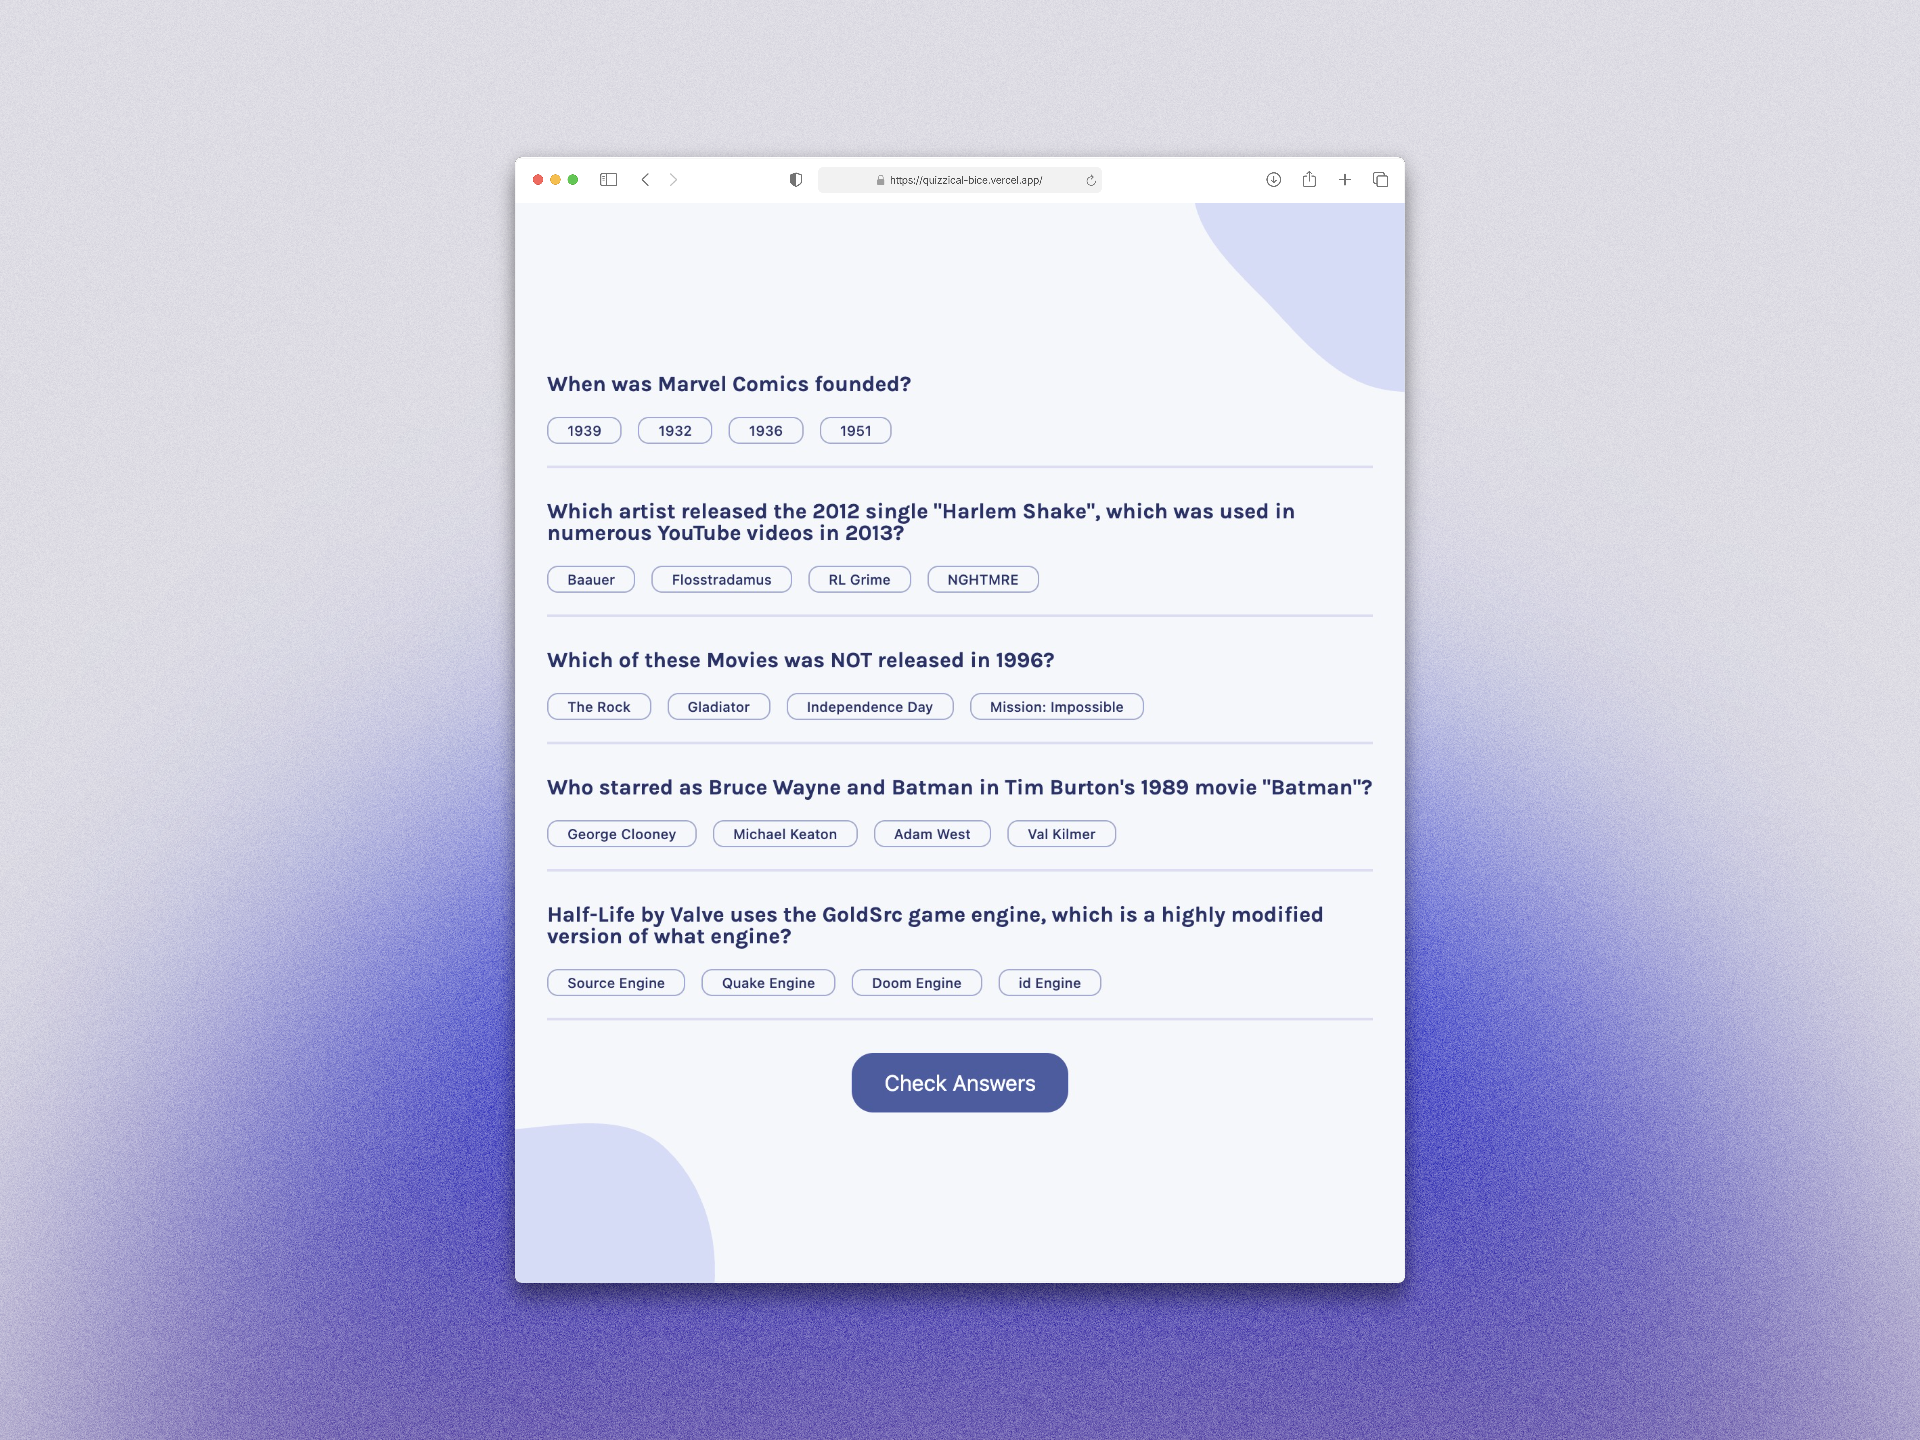 https://quizzical-bice.vercel.app/
When was Marvel Comics founded?
1939 1932 1936 1951
Which artist released the 2012 single "Harlem Shake", which was used in
numerous YouTube videos in 2013?
Baauer Flosstradamus RL Grime NGHTMRE
Which of these Movies was NOT released in 1996?
The Rock Gladiator Independence Day Mission: Impossible
Who starred as Bruce Wayne and Batman in Tim Burton's 1989 movie "Batman"?
George Clooney Michael Keaton Adam West Val Kilmer
Half-Life by Valve uses the GoldSrc game engine, which is a highly modified
version of what engine?
Source Engine Quake Engine Doom Engine id Engine
Check Answers